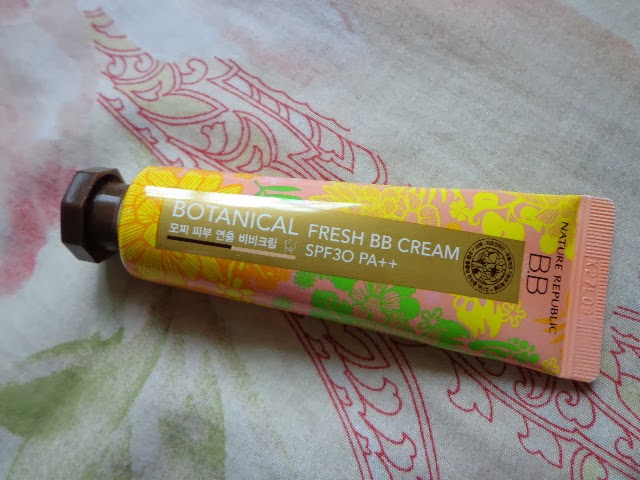 BOTANICAL FRESH BB CREAM
모찌 피부 연출 비비크림 SPF30 PA++
NATURE REPUBLIC
B.B